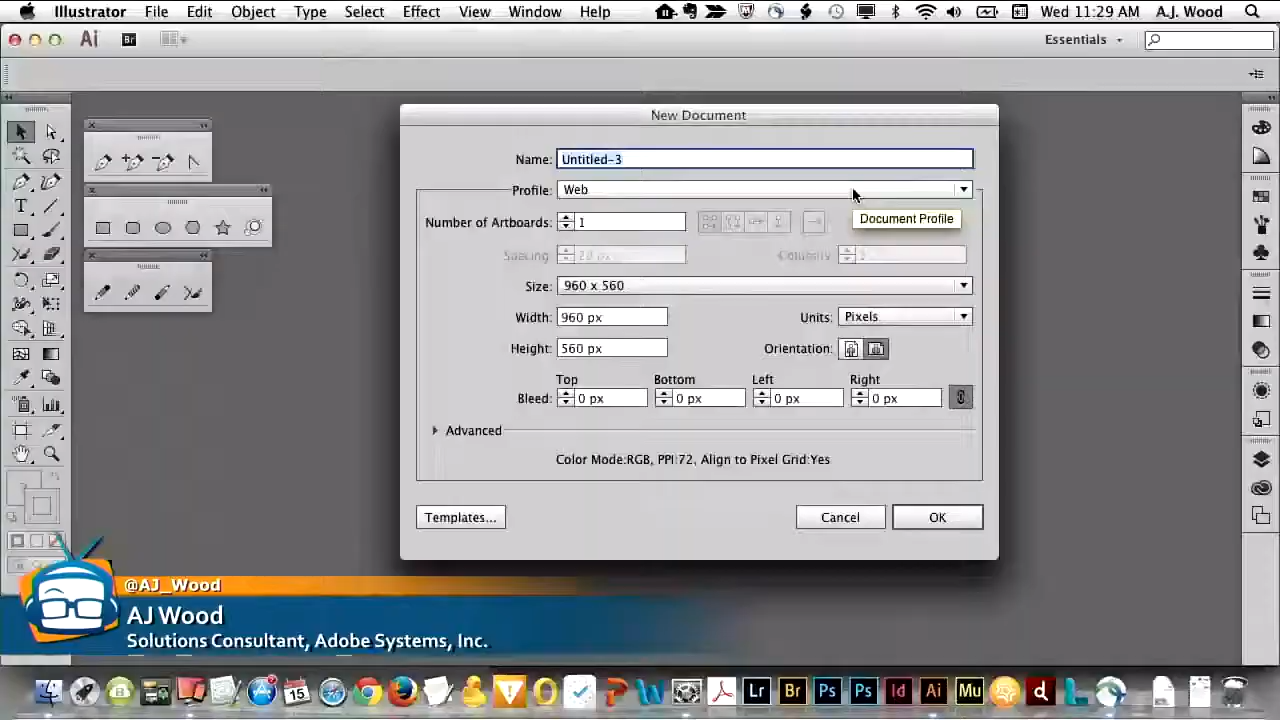 Illustrator File Edit Object Type Select Effect View Window Help Wed 11:29 AM A.J. Wood
Ai Br Essentials
New Document
Name: Untitled-3
Profile: Web
Document Profile
Number of Artboards: 1
Spacing: 20 px Columns:
Size: 960 x 560
Width: 960 px Units: Pixels
Height: 560 px Orientation:
Top Bottom Left Right
Bleed: 0 px 0 px 0 px 0 px
Advanced
Color Mode:RGB, PPI:72, Align to Pixel Grid:Yes
Templates... Cancel OK
T
@AJ_Wood
AJ Wood
Solutions Consultant, Adobe Systems, Inc.
15 Lr Br Ps Ps Id Ai Mu